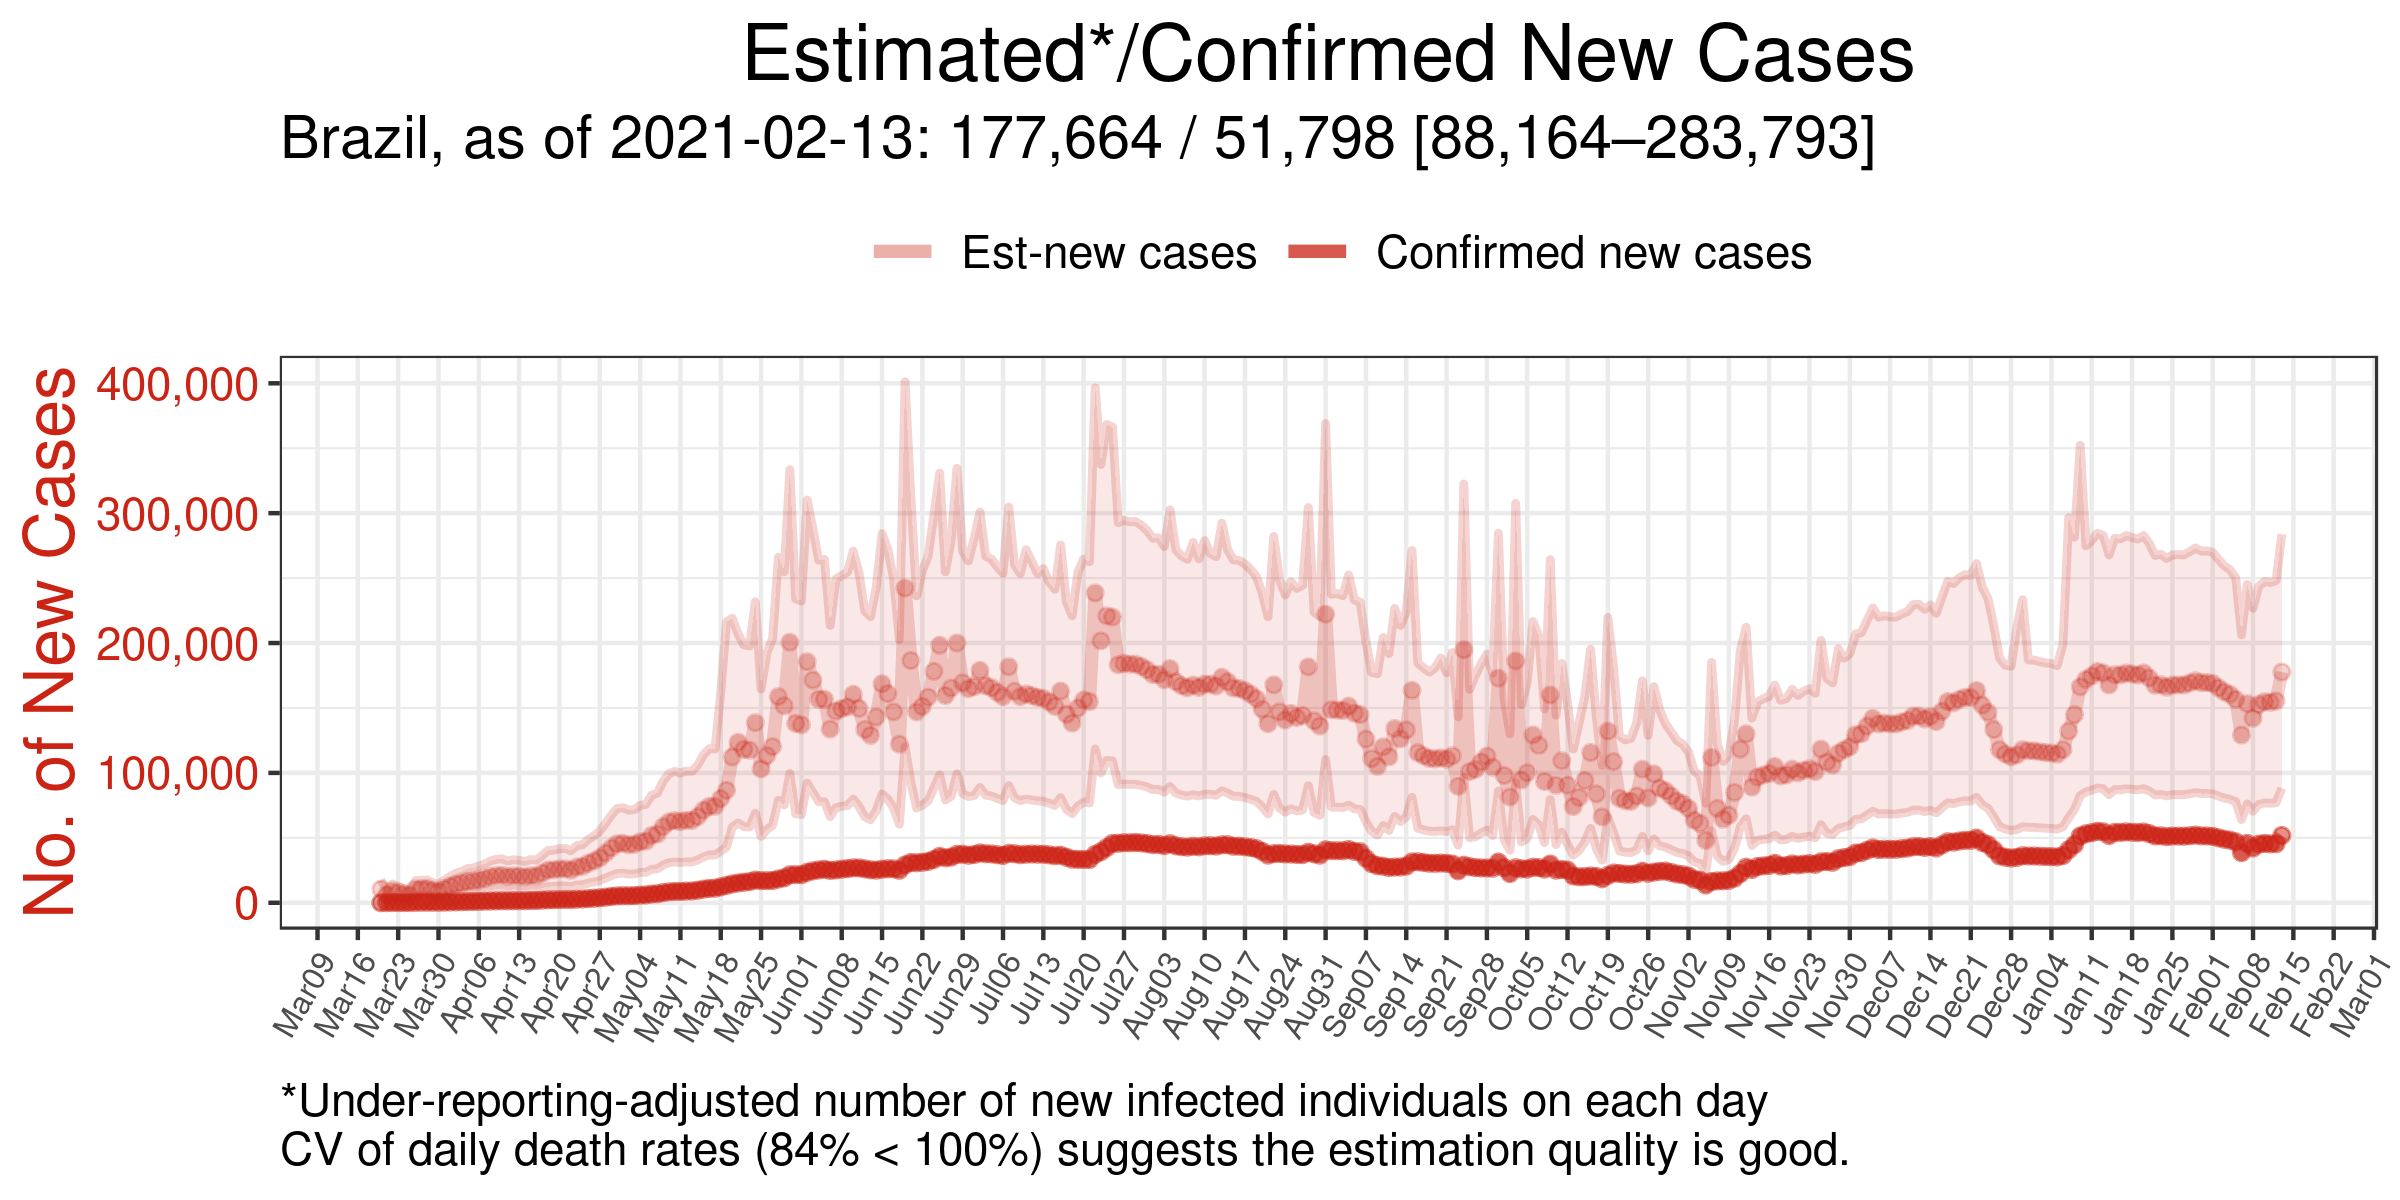 Estimated*/Confirmed New Cases
Brazil, as of 2021-02-13: 177,664 / 51,798 [88,164–283,793]
Est-new cases
Confirmed new cases
No. of New Cases
400,000
300,000
200,000
100,000
0
Mar09
Mar16
Mar23
Mar30
Apr06
Apr13
Apr20
Apr27
May04
May11
May18
May25
Jun01
Jun08
Jun15
Jun22
Jun29
Jul06
Jul13
Jul20
Jul27
Aug03
Aug10
Aug17
Aug24
Aug31
Sep07
Sep14
Sep21
Sep28
Oct05
Oct12
Oct19
Oct26
Nov02
Nov09
Nov16
Nov23
Nov30
Dec07
Dec14
Dec21
Dec28
Jan04
Jan11
Jan18
Jan25
Feb01
Feb08
Feb15
Feb22
Mar01
*Under-reporting-adjusted number of new infected individuals on each day
CV of daily death rates (84% < 100%) suggests the estimation quality is good.